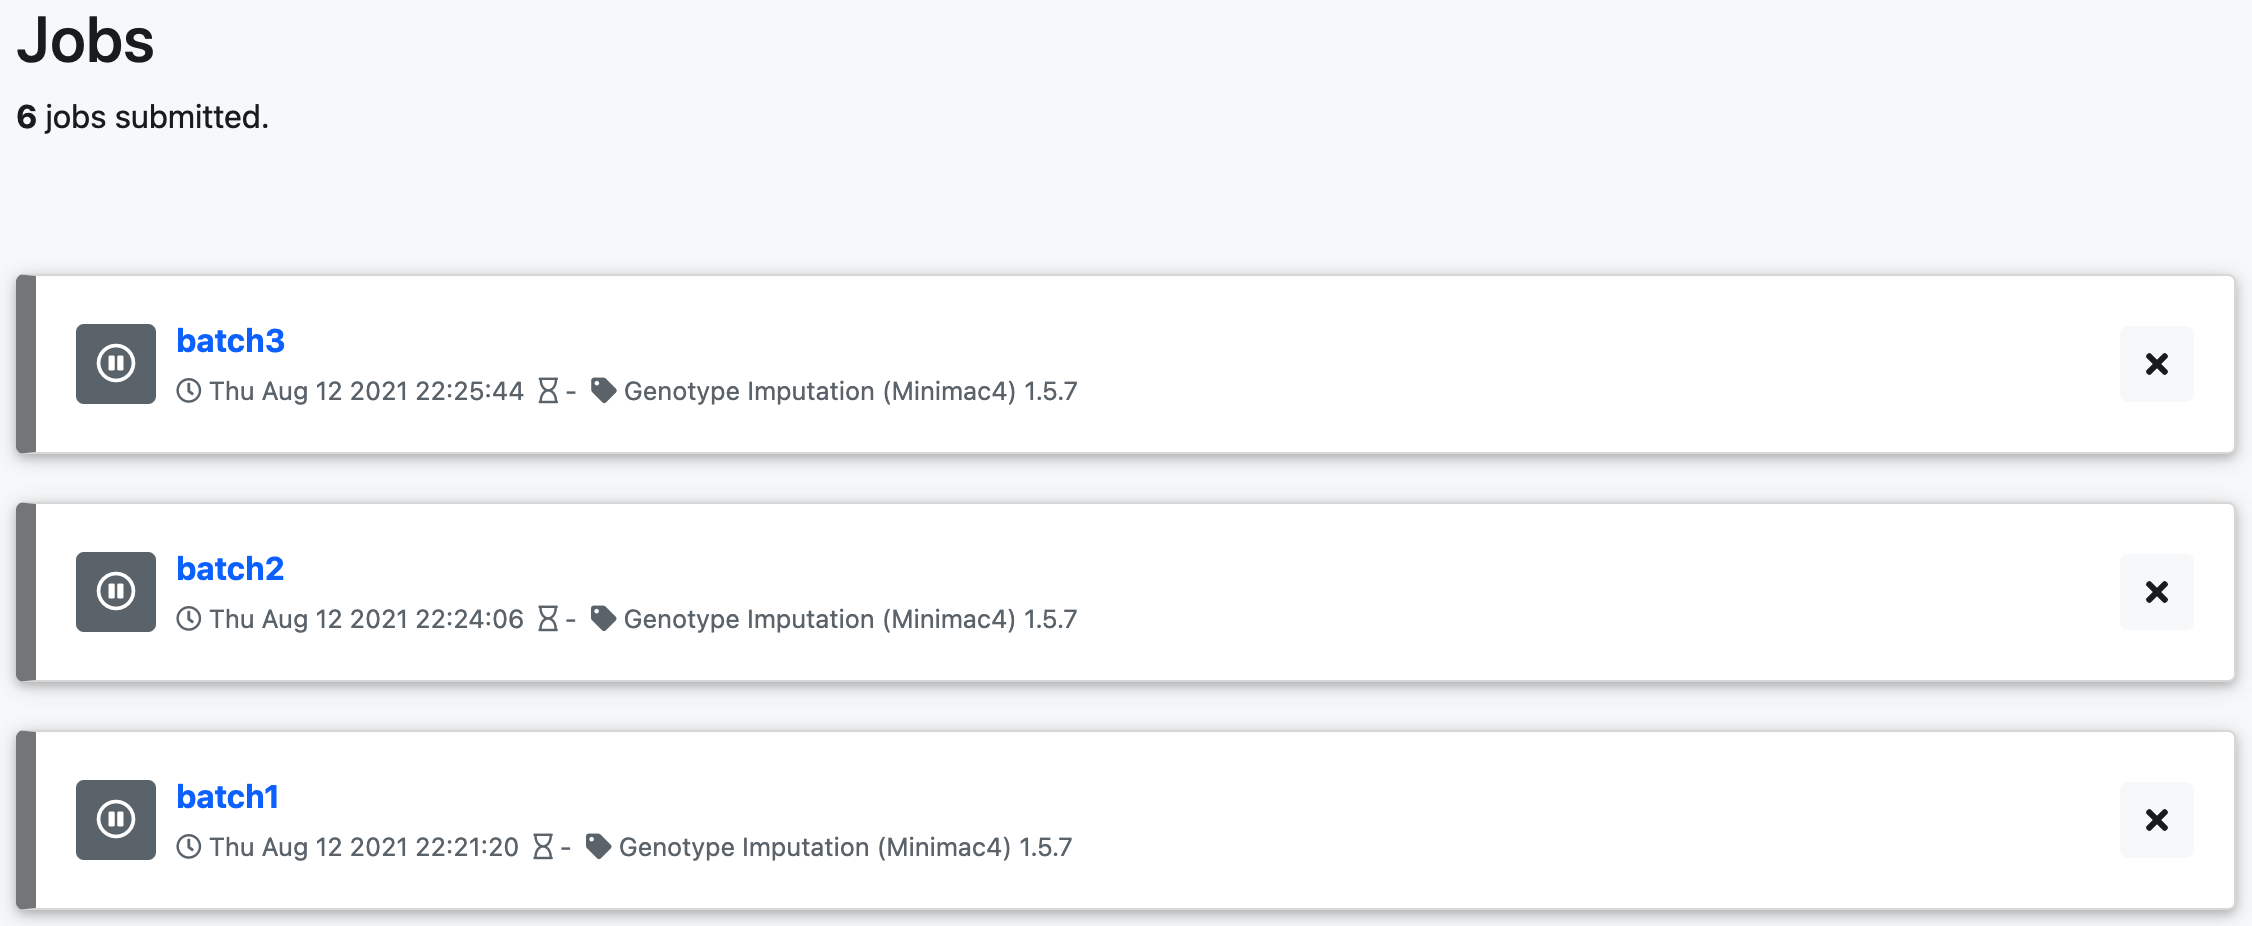 Jobs
6 jobs submitted.
batch3
Thu Aug 12 2021 22:25:44 - Genotype Imputation (Minimac4) 1.5.7
batch2
Thu Aug 12 2021 22:24:06 - Genotype Imputation (Minimac4) 1.5.7
batch1
Thu Aug 12 2021 22:21:20 - Genotype Imputation (Minimac4) 1.5.7